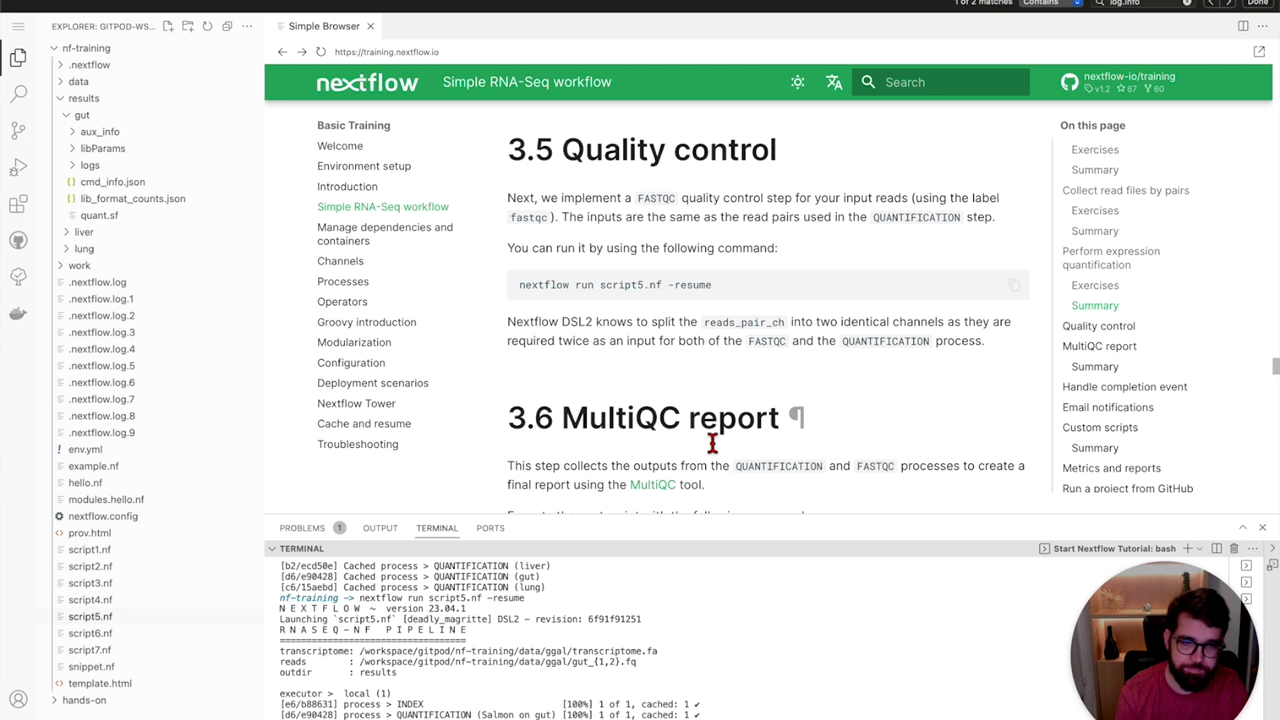 1 of 2 matches
Contains
log.info
Done
EXPLORER: GITPOD-WS...
Simple Browser
nf-training
.nextflow
data
results
gut
aux_info
libParams
logs
cmd_info.json
lib_format_counts.json
quant.sf
liver
lung
work
.nextflow.log
.nextflow.log.1
.nextflow.log.2
.nextflow.log.3
.nextflow.log.4
.nextflow.log.5
.nextflow.log.6
.nextflow.log.7
.nextflow.log.8
.nextflow.log.9
env.yml
example.nf
hello.nf
modules.hello.nf
nextflow.config
prov.html
script1.nf
script2.nf
script3.nf
script4.nf
script5.nf
script6.nf
script7.nf
snippet.nf
template.html
hands-on
https://training.nextflow.io
nextflow
Simple RNA-Seq workflow
Search
nextflow-io/training
v1.2 67 60
Basic Training
Welcome
Environment setup
Introduction
Simple RNA-Seq workflow
Manage dependencies and
containers
Channels
Processes
Operators
Groovy introduction
Modularization
Configuration
Deployment scenarios
Nextflow Tower
Cache and resume
Troubleshooting
3.5 Quality control
Next, we implement a FASTQC quality control step for your input reads (using the label
fastqc ). The inputs are the same as the read pairs used in the QUANTIFICATION step.
You can run it by using the following command:
nextflow run script5.nf -resume
Nextflow DSL2 knows to split the reads_pair_ch into two identical channels as they are
required twice as an input for both of the FASTQC and the QUANTIFICATION process.
3.6 MultiQC report ¶
This step collects the outputs from the QUANTIFICATION and FASTQC processes to create a
final report using the MultiQC tool.
On this page
Exercises
Summary
Collect read files by pairs
Exercises
Summary
Perform expression
quantification
Exercises
Summary
Quality control
MultiQC report
Summary
Handle completion event
Email notifications
Custom scripts
Summary
Metrics and reports
Run a project from GitHub
PROBLEMS 1 OUTPUT TERMINAL PORTS
TERMINAL
Start Nextflow Tutorial: bash
[b2/ecd50e] Cached process > QUANTIFICATION (liver)
[d6/e90428] Cached process > QUANTIFICATION (gut)
[c6/15aebd] Cached process > QUANTIFICATION (lung)
nf-training -> nextflow run script5.nf -resume
N E X T F L O W ~ version 23.04.1
Launching `script5.nf` [deadly_magritte] DSL2 - revision: 6f91f91251
R N A S E Q - N F   P I P E L I N E
===================================
transcriptome: /workspace/gitpod/nf-training/data/ggal/transcriptome.fa
reads : /workspace/gitpod/nf-training/data/ggal/gut_{1,2}.fq
outdir : results
executor > local (1)
[e6/b88631] process > INDEX [100%] 1 of 1, cached: 1 ✔
[d6/e90428] process > QUANTIFICATION (Salmon on gut) [100%] 1 of 1, cached: 1 ✔